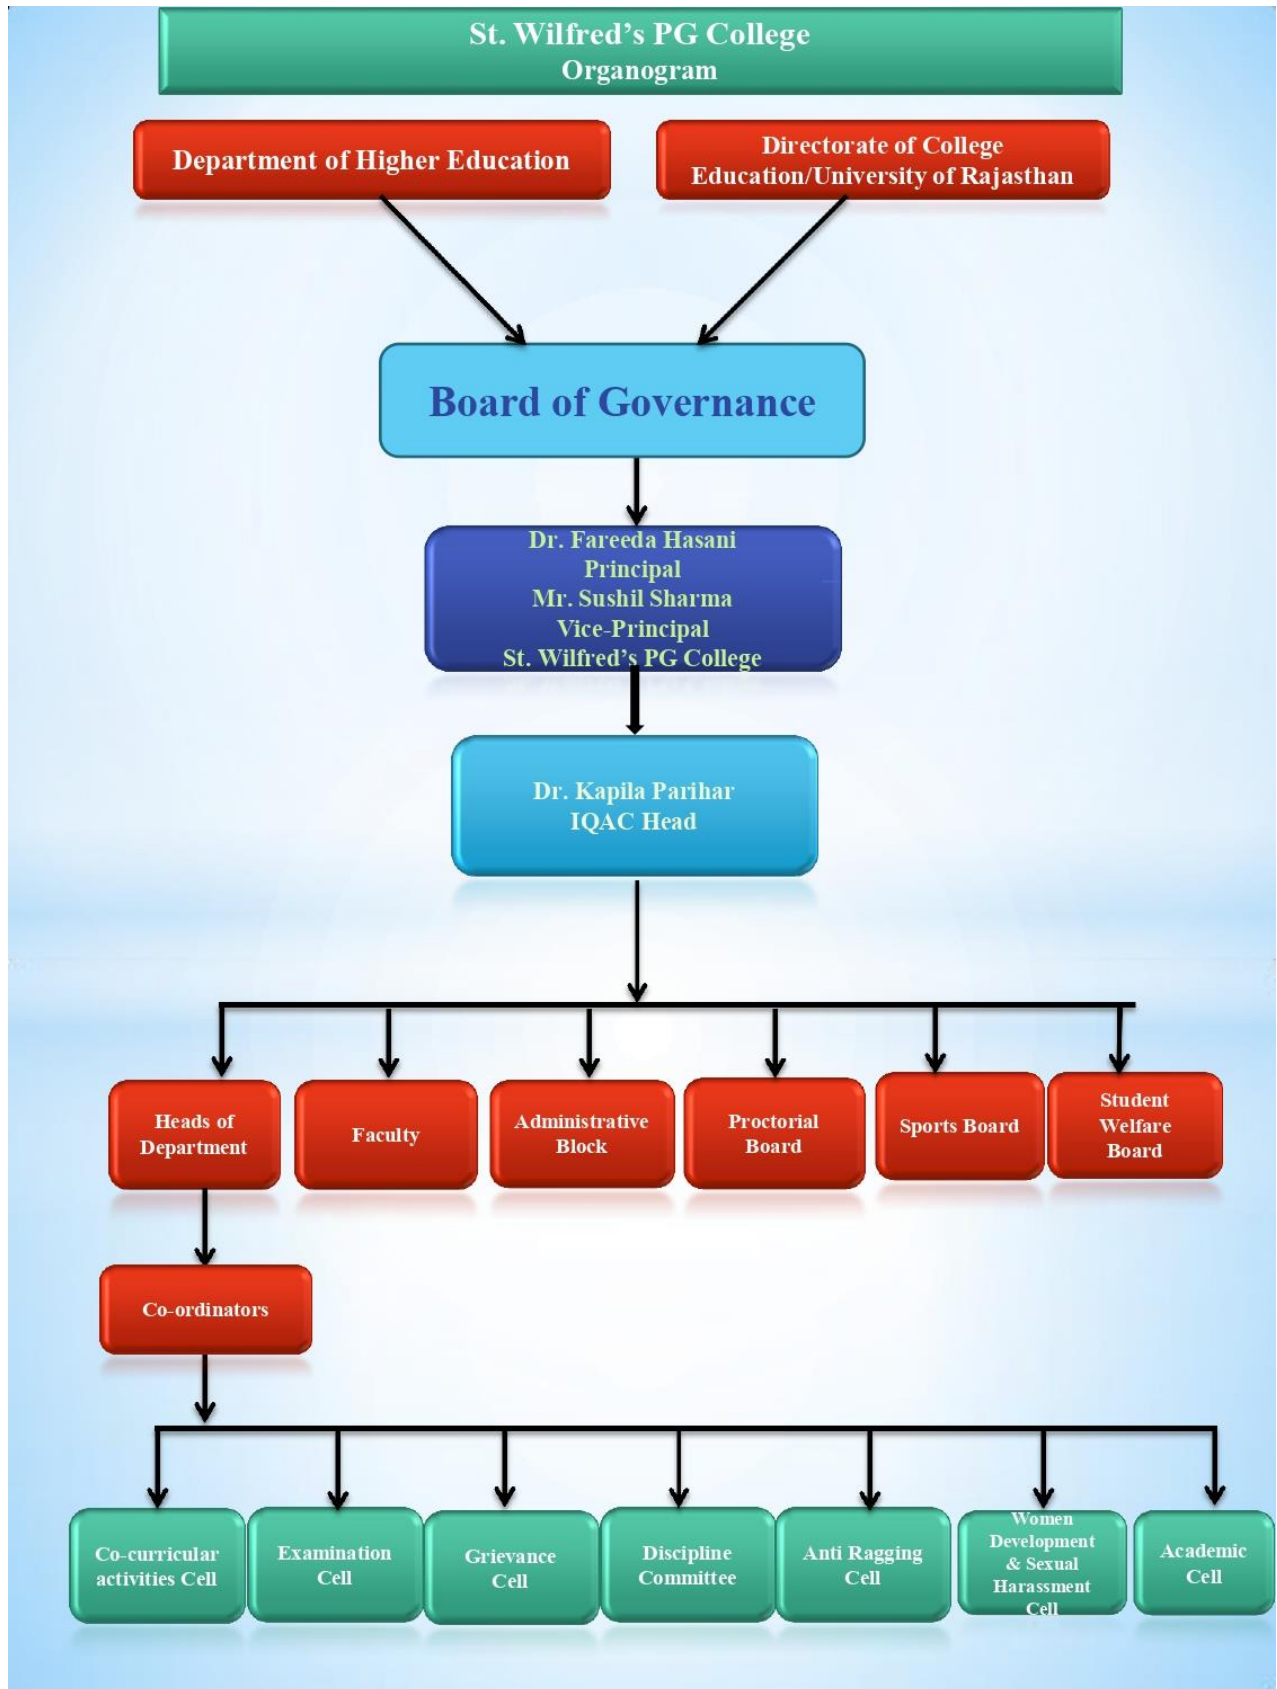 St. Wilfred's PG College
Organogram
Department of Higher Education
Directorate of College
Education/University of Rajasthan
Board of Governance
Dr. Fareeda Hasani
Principal
Mr. Sushil Sharma
Vice-Principal
St. Wilfred's PG College
Dr. Kapila Parihar
IQAC Head
Heads of
Department
Faculty
Administrative
Block
Proctorial
Board
Sports Board
Student
Welfare
Board
Co-ordinators
Co-curricular
activities Cell
Examination
Cell
Grievance
Cell
Discipline
Committee
Anti Ragging
Cell
Women
Development
& Sexual
Harassment
Cell
Academic
Cell